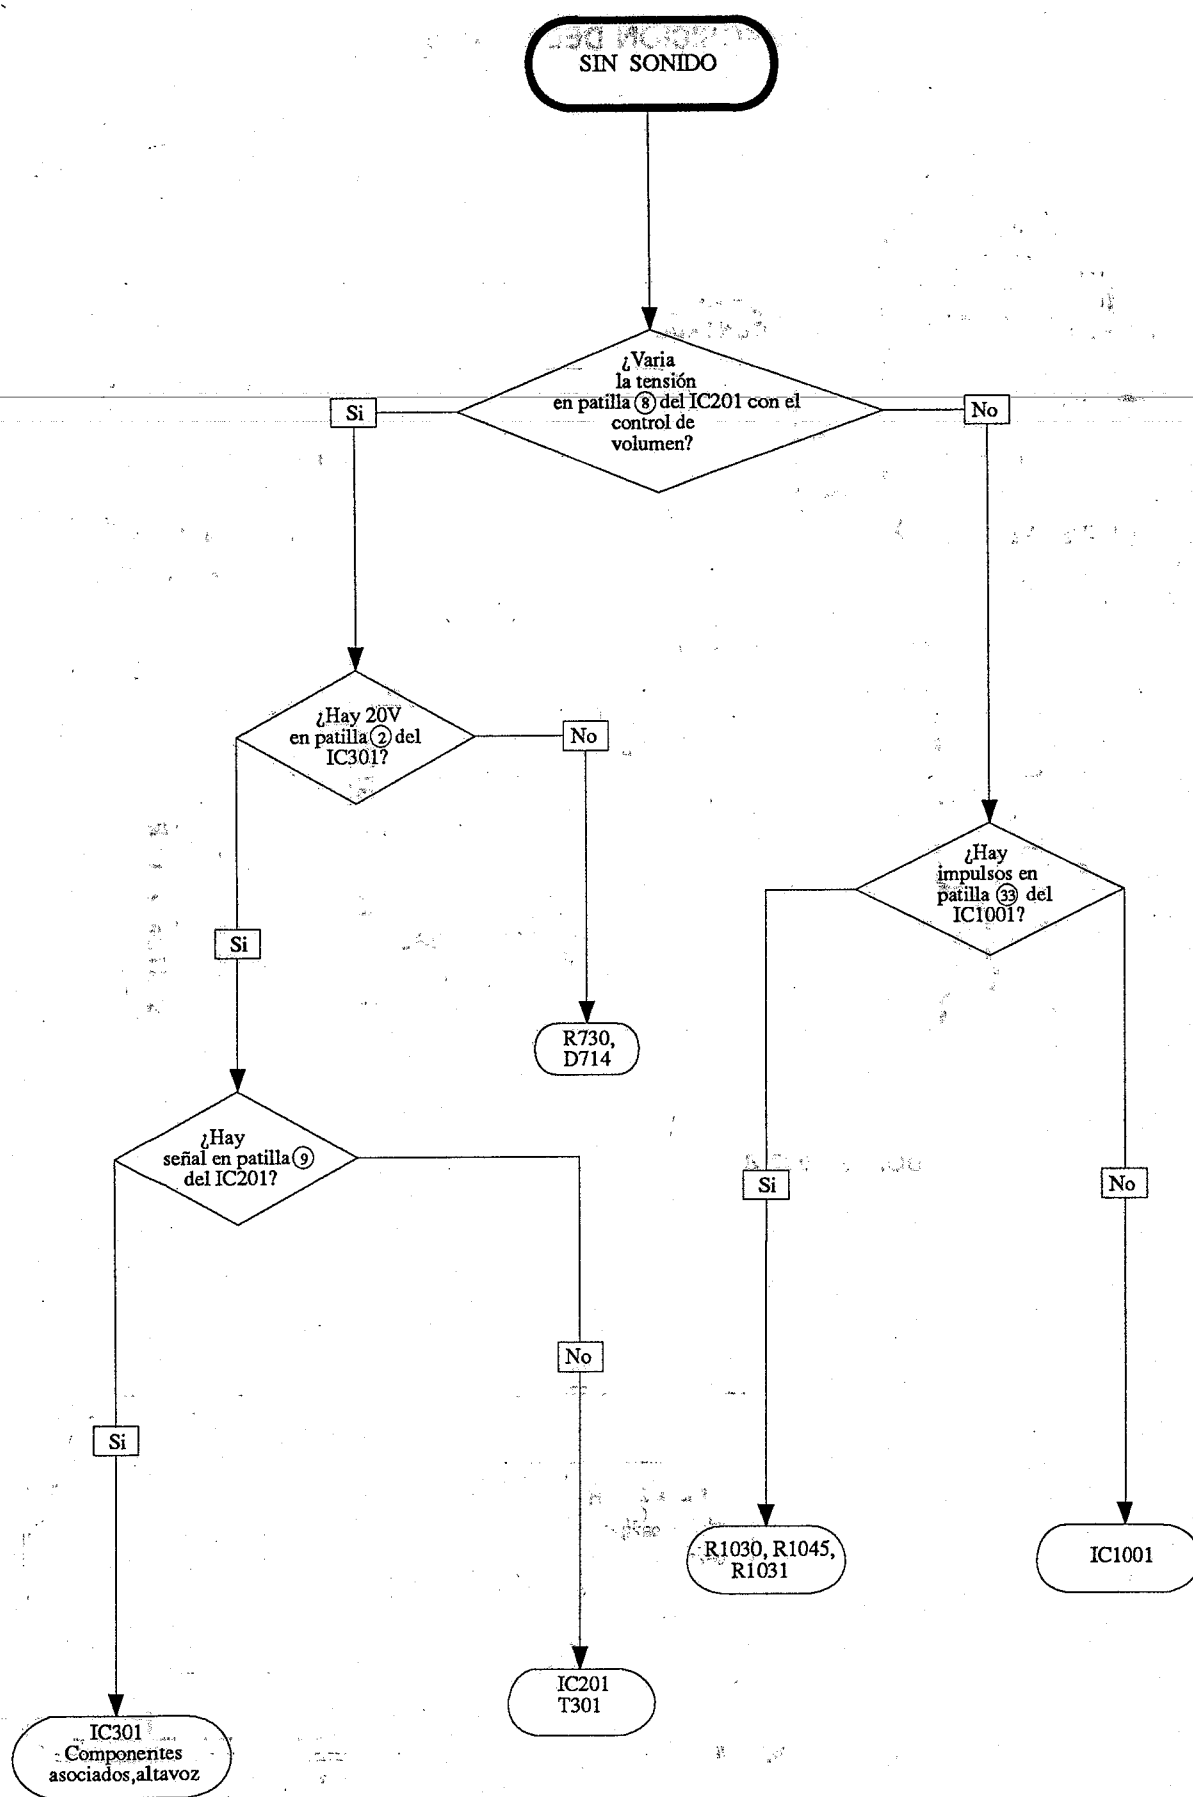 SIN SONIDO
¿Varia
la tensión
en patilla 8 del IC201 con el
control de
volumen?
Si
No
¿Hay 20V
en patilla 2 del
IC301?
No
¿Hay
impulsos en
patilla 33 del
IC1001?
Si
R730,
D714
¿Hay
señal en patilla 9
del IC201?
Si
No
No
Si
R1030, R1045,
R1031
IC1001
IC201
T301
IC301
Componentes
asociados,altavoz